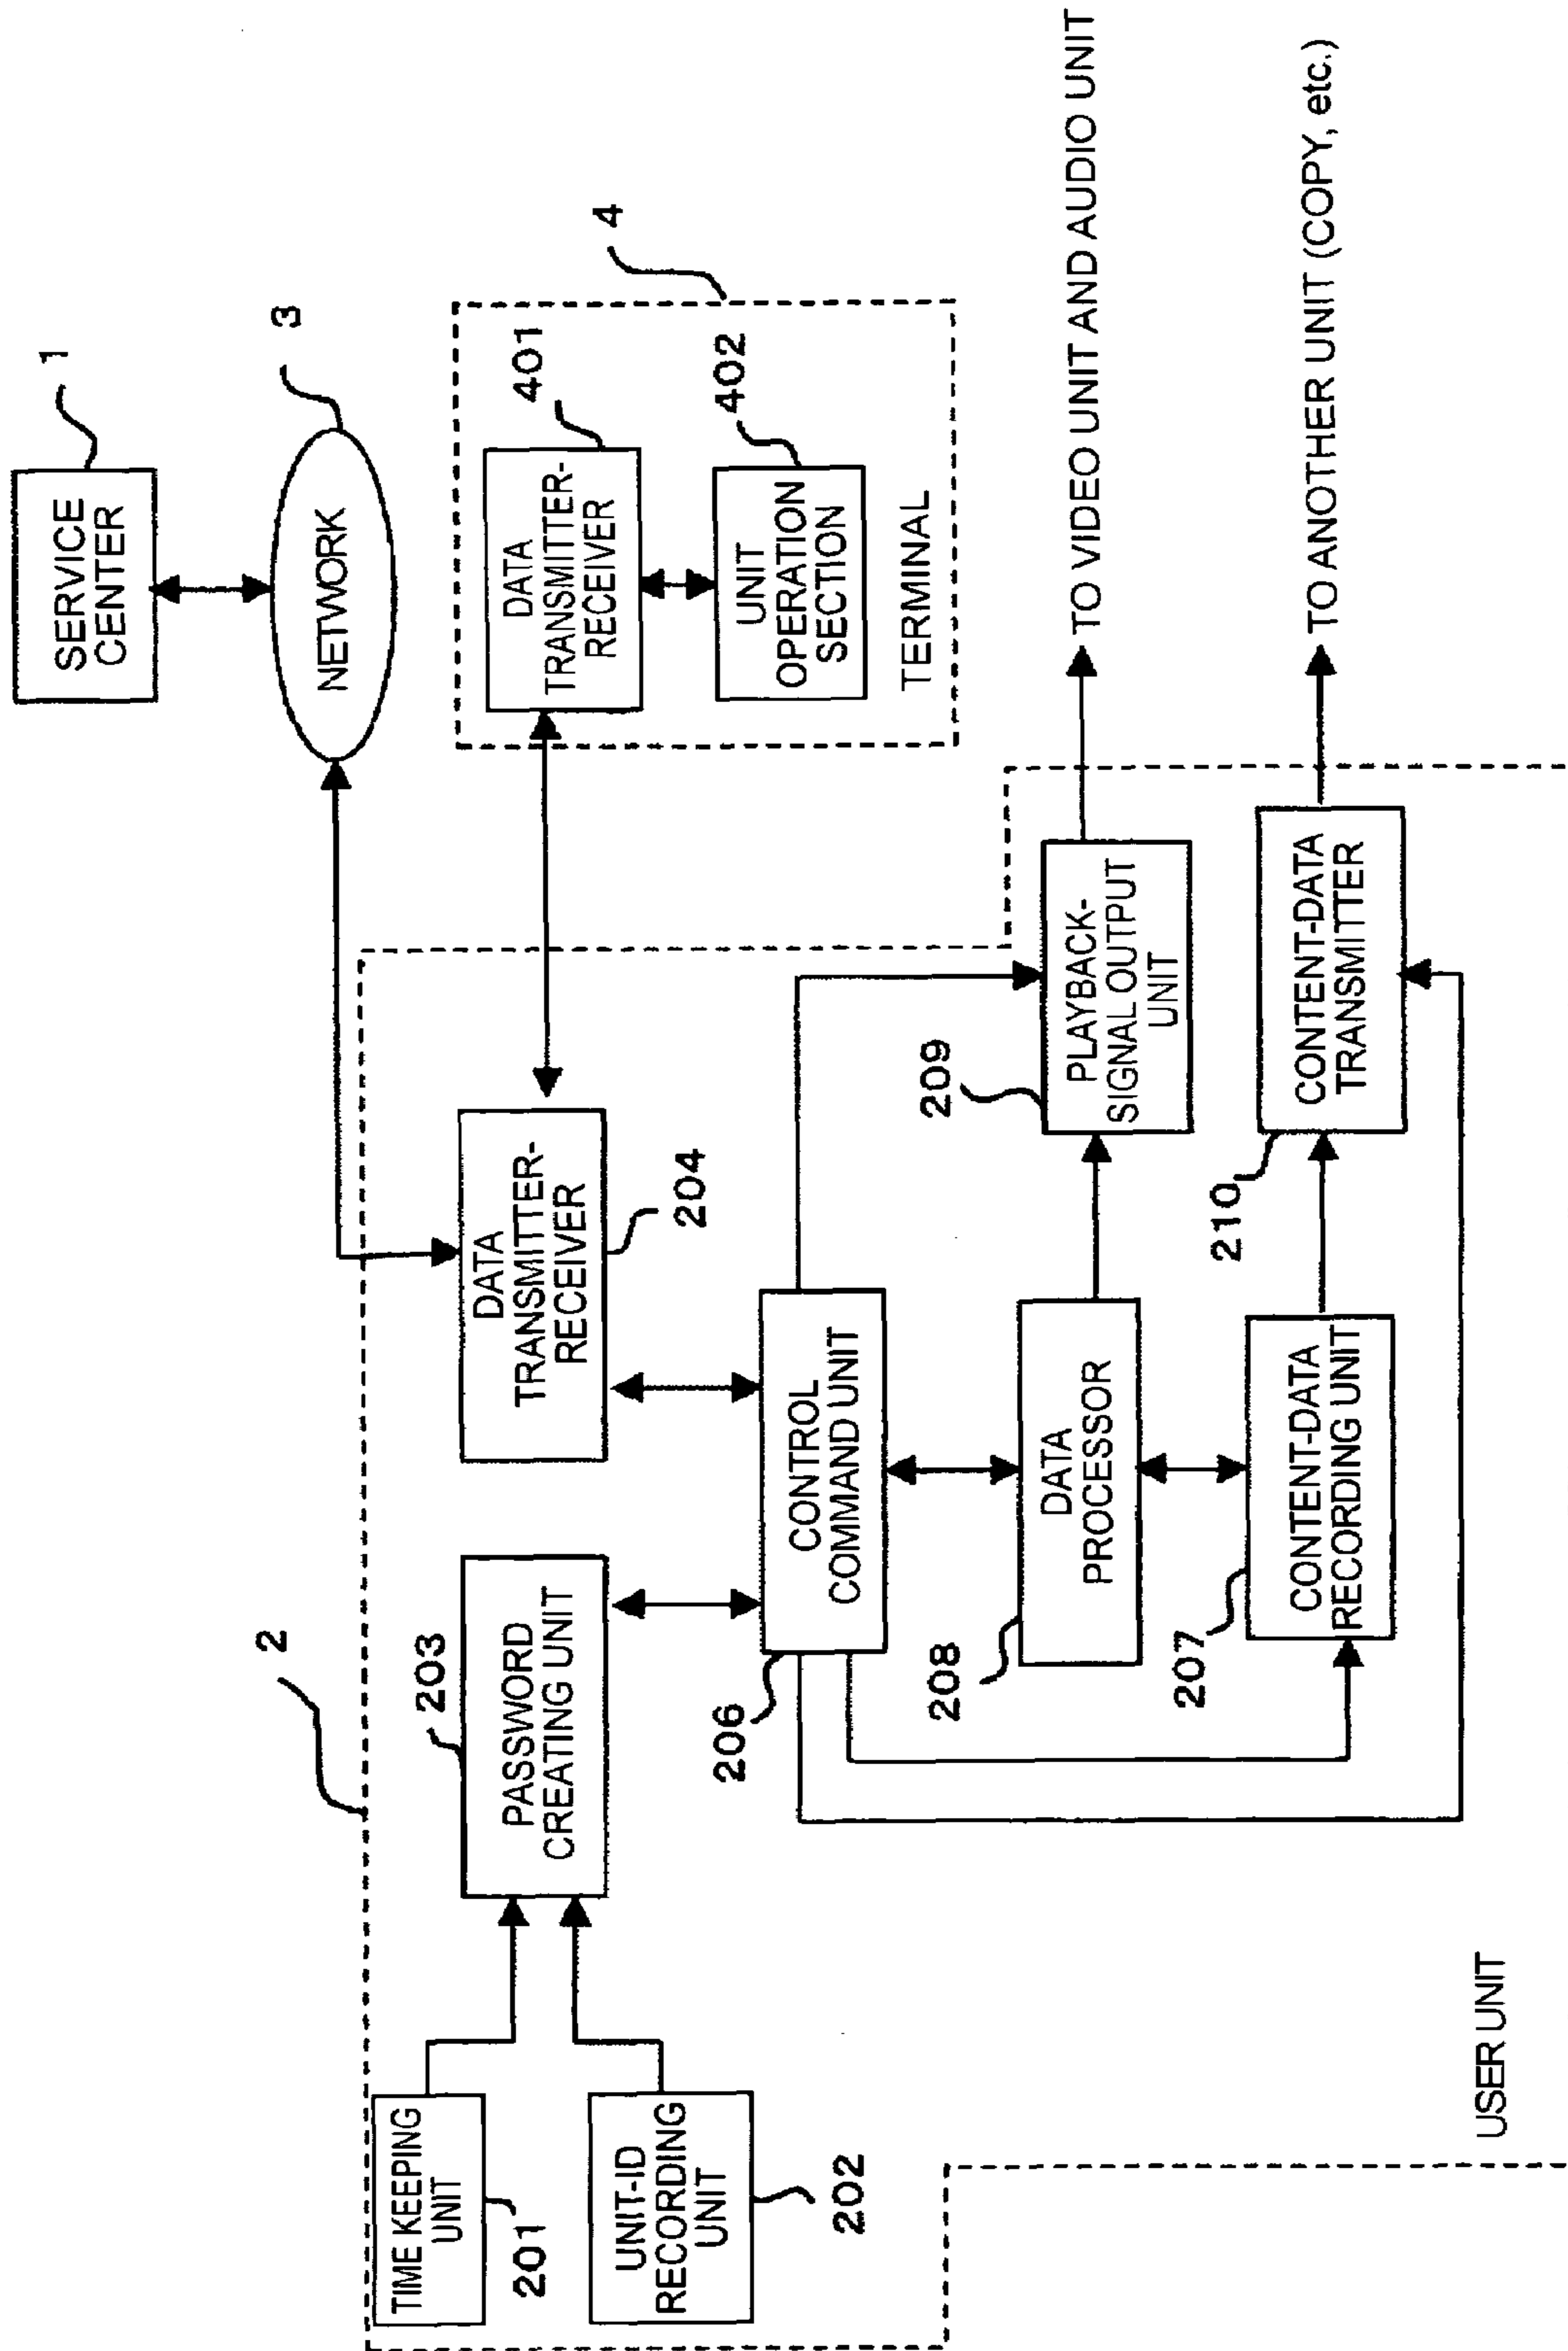 1
SERVICE
CENTER
3
NETWORK
4
DATA
TRANSMITTER-
RECEIVER
401
UNIT
OPERATION
SECTION
402
TERMINAL
2
TIME KEEPING
UNIT
201
UNIT-ID
RECORDING
UNIT
202
203
PASSWORD
CREATING UNIT
DATA
TRANSMITTER-
RECEIVER
204
206
CONTROL
COMMAND UNIT
208
DATA
PROCESSOR
209
PLAYBACK-
SIGNAL OUTPUT
UNIT
TO VIDEO UNIT AND AUDIO UNIT
207
CONTENT-DATA
RECORDING UNIT
210
CONTENT-DATA
TRANSMITTER
TO ANOTHER UNIT (COPY, etc.)
USER UNIT